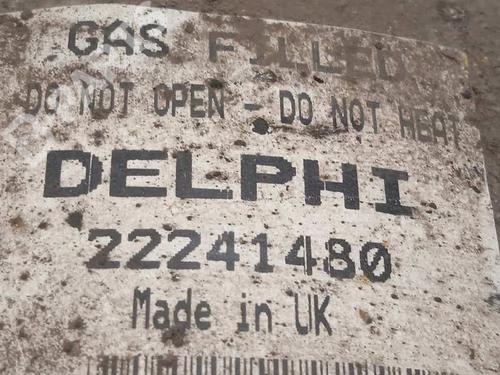 GAS FILLED
DO NOT OPEN - DO NOT HEAT
DELPHI
22241480
Made in UK